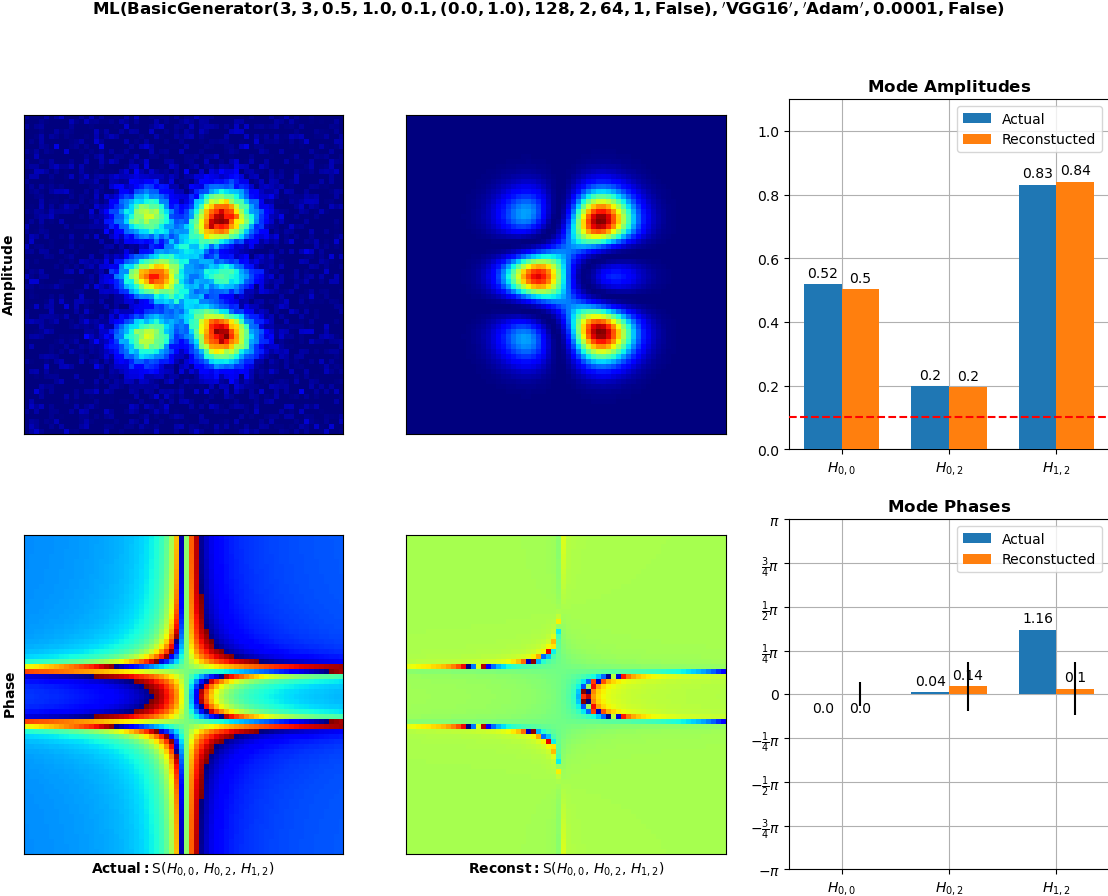 ML(BasicGenerator(3, 3, 0.5, 1.0, 0.1, (0.0, 1.0), 128, 2, 64, 1, False), ′VGG16′, ′Adam′, 0.0001, False)
Amplitude
Mode Amplitudes
Actual
Reconstucted
1.0
0.8
0.6
0.4
0.2
0.0
0.52
0.5
0.2
0.2
0.83
0.84
H₀,₀
H₀,₂
H₁,₂
Phase
Actual: S(H₀,₀, H₀,₂, H₁,₂)
Reconst: S(H₀,₀, H₀,₂, H₁,₂)
Mode Phases
Actual
Reconstucted
π
3/4π
1/2π
1/4π
0
−1/4π
−1/2π
−3/4π
−π
0.0
0.0
0.04
0.14
1.16
0.1
H₀,₀
H₀,₂
H₁,₂